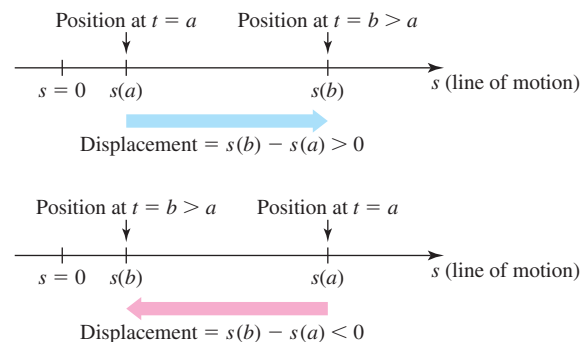 Position at t = a Position at t = b > a
s = 0 s(a) s(b) s (line of motion)
Displacement = s(b) − s(a) > 0
Position at t = b > a Position at t = a
s = 0 s(b) s(a) s (line of motion)
Displacement = s(b) − s(a) < 0